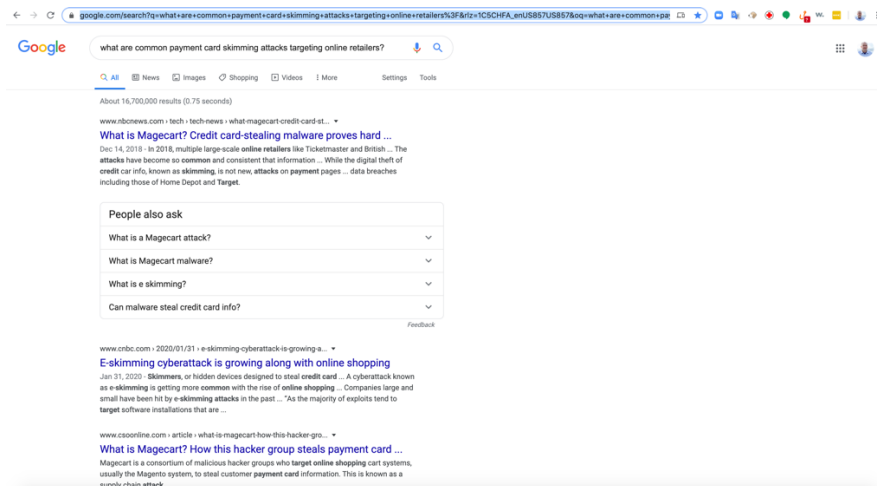 google.com/search?q=what+are+common+payment+card+skimming+attacks+targeting+online+retailers%3F&rlz=1C5CHFA_enUS857US857&oq=what+are+common+pa
Google
what are common payment card skimming attacks targeting online retailers?
All News Images Shopping Videos More Settings Tools
About 16,700,000 results (0.75 seconds)
www.nbcnews.com › tech › tech-news › what-magecart-credit-card-st...
What is Magecart? Credit card-stealing malware proves hard ...
Dec 14, 2018 - In 2018, multiple large-scale online retailers like Ticketmaster and British ... The
attacks have become so common and consistent that information ... While the digital theft of
credit car info, known as skimming, is not new, attacks on payment pages ... data breaches
including those of Home Depot and Target.
People also ask
What is a Magecart attack?
What is Magecart malware?
What is e skimming?
Can malware steal credit card info?
Feedback
www.cnbc.com › 2020/01/31 › e-skimming-cyberattack-is-growing-a...
E-skimming cyberattack is growing along with online shopping
Jan 31, 2020 - Skimmers, or hidden devices designed to steal credit card ... A cyberattack known
as e-skimming is getting more common with the rise of online shopping ... Companies large and
small have been hit by e-skimming attacks in the past ... "As the majority of exploits tend to
target software installations that are ...
www.csoonline.com › article › what-is-magecart-how-this-hacker-gro...
What is Magecart? How this hacker group steals payment card ...
Magecart is a consortium of malicious hacker groups who target online shopping cart systems,
usually the Magento system, to steal customer payment card information. This is known as a
supply chain attack.